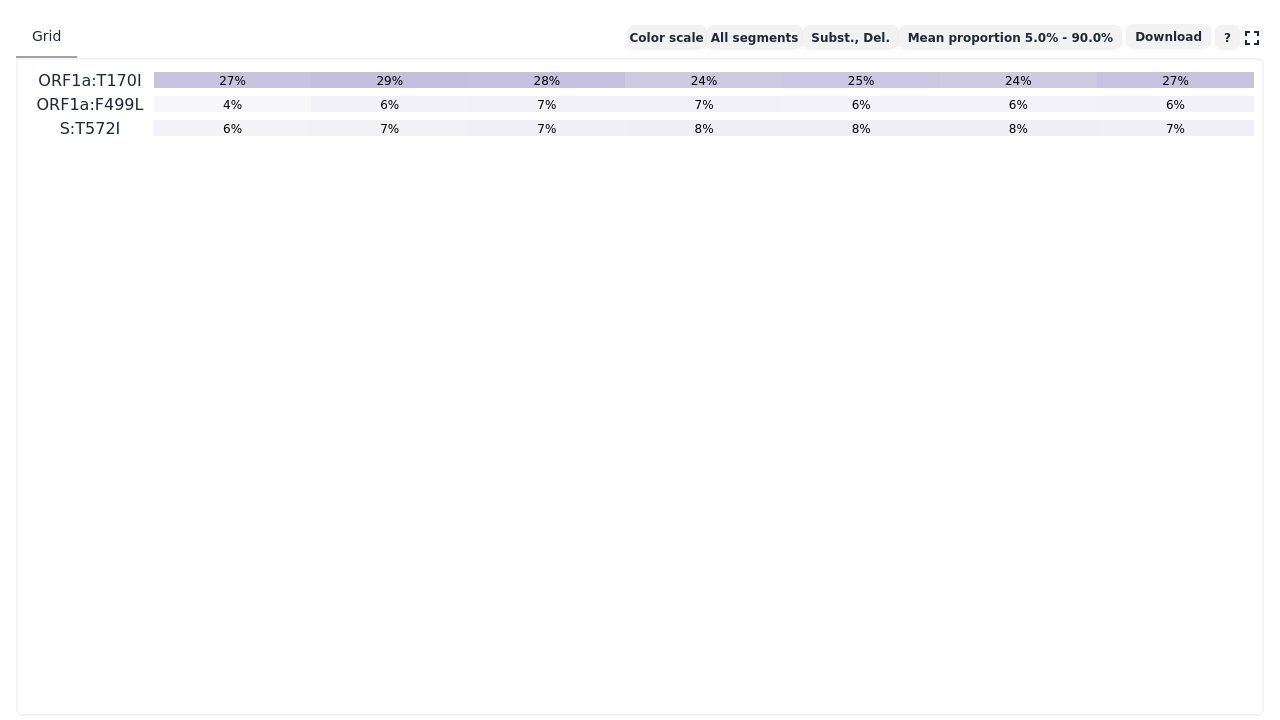 Grid
Color scale All segments Subst., Del. Mean proportion 5.0% - 90.0% Download ?
ORF1a:T170I 27% 29% 28% 24% 25% 24% 27%
ORF1a:F499L 4% 6% 7% 7% 6% 6% 6%
S:T572I 6% 7% 7% 8% 8% 8% 7%